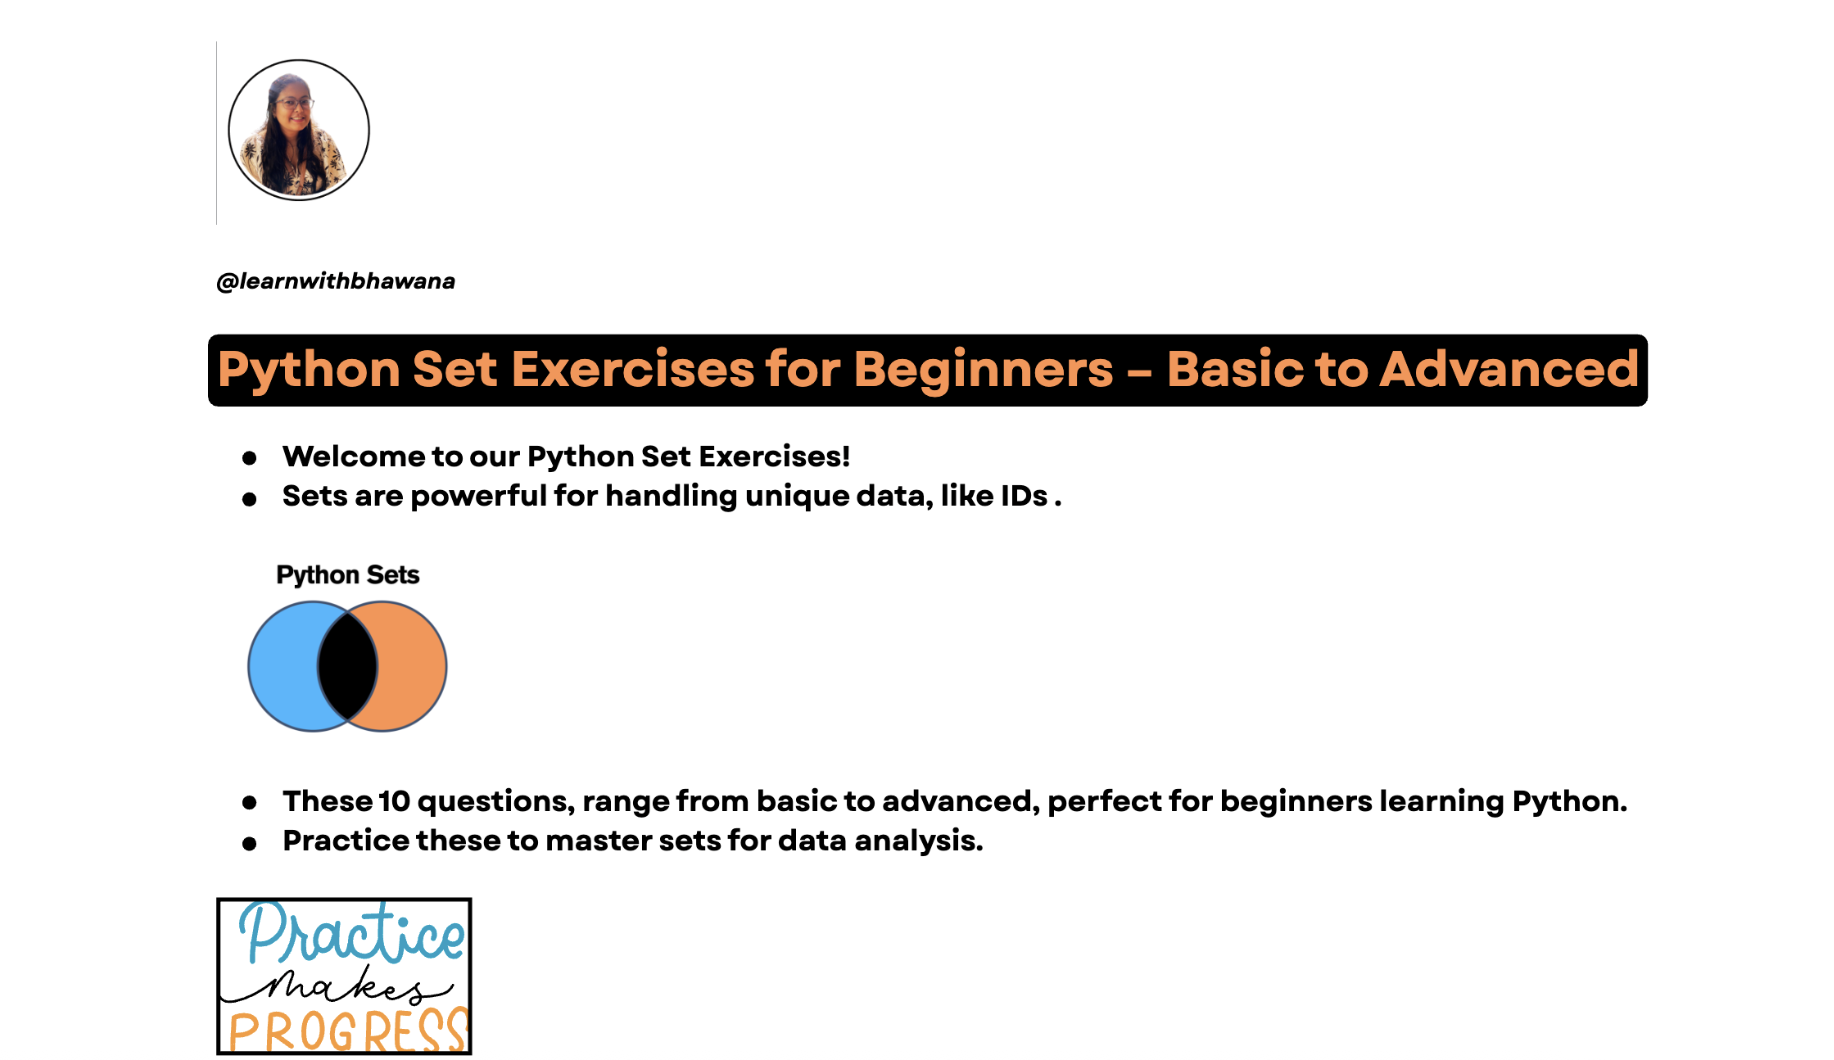 @learnwithbhawana
Python Set Exercises for Beginners – Basic to Advanced
● Welcome to our Python Set Exercises!
● Sets are powerful for handling unique data, like IDs .
Python Sets
● These 10 questions, range from basic to advanced, perfect for beginners learning Python.
● Practice these to master sets for data analysis.
Practice
makes
PROGRESS